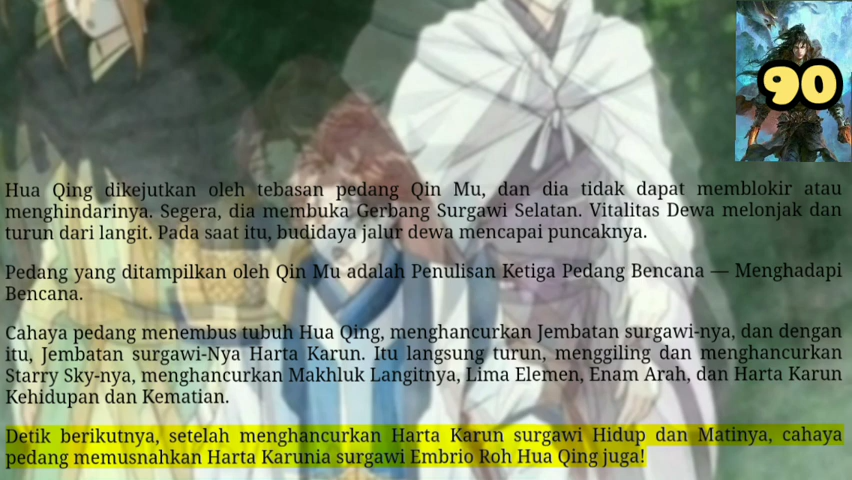 90
Hua Qing dikejutkan oleh tebasan pedang Qin Mu, dan dia tidak dapat memblokir atau
menghindarinya. Segera, dia membuka Gerbang Surgawi Selatan. Vitalitas Dewa melonjak dan
turun dari langit. Pada saat itu, budidaya jalur dewa mencapai puncaknya.
Pedang yang ditampilkan oleh Qin Mu adalah Penulisan Ketiga Pedang Bencana — Menghadapi
Bencana.
Cahaya pedang menembus tubuh Hua Qing, menghancurkan Jembatan surgawi-nya, dan dengan
itu, Jembatan surgawi-Nya Harta Karun. Itu langsung turun, menggiling dan menghancurkan
Starry Sky-nya, menghancurkan Makhluk Langitnya, Lima Elemen, Enam Arah, dan Harta Karun
Kehidupan dan Kematian.
Detik berikutnya, setelah menghancurkan Harta Karun surgawi Hidup dan Matinya, cahaya
pedang memusnahkan Harta Karunia surgawi Embrio Roh Hua Qing juga!